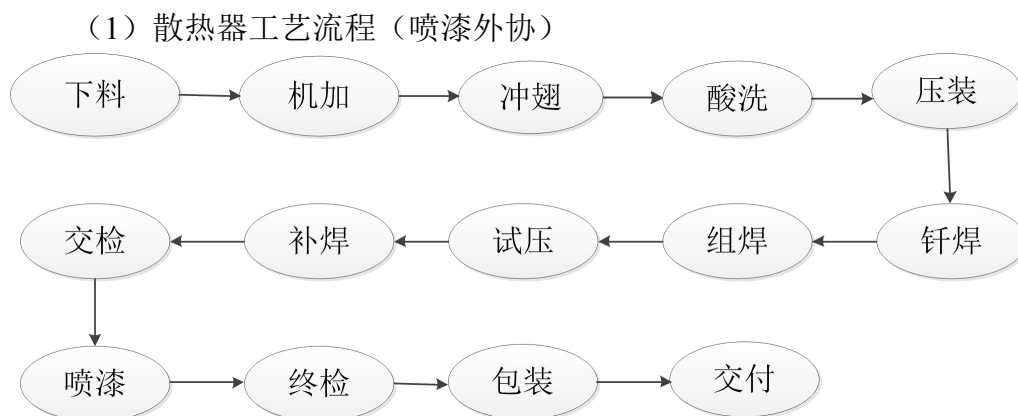 （1）散热器工艺流程（喷漆外协）
下料 机加 冲翅 酸洗 压装
交检 补焊 试压 组焊 钎焊
喷漆 终检 包装 交付